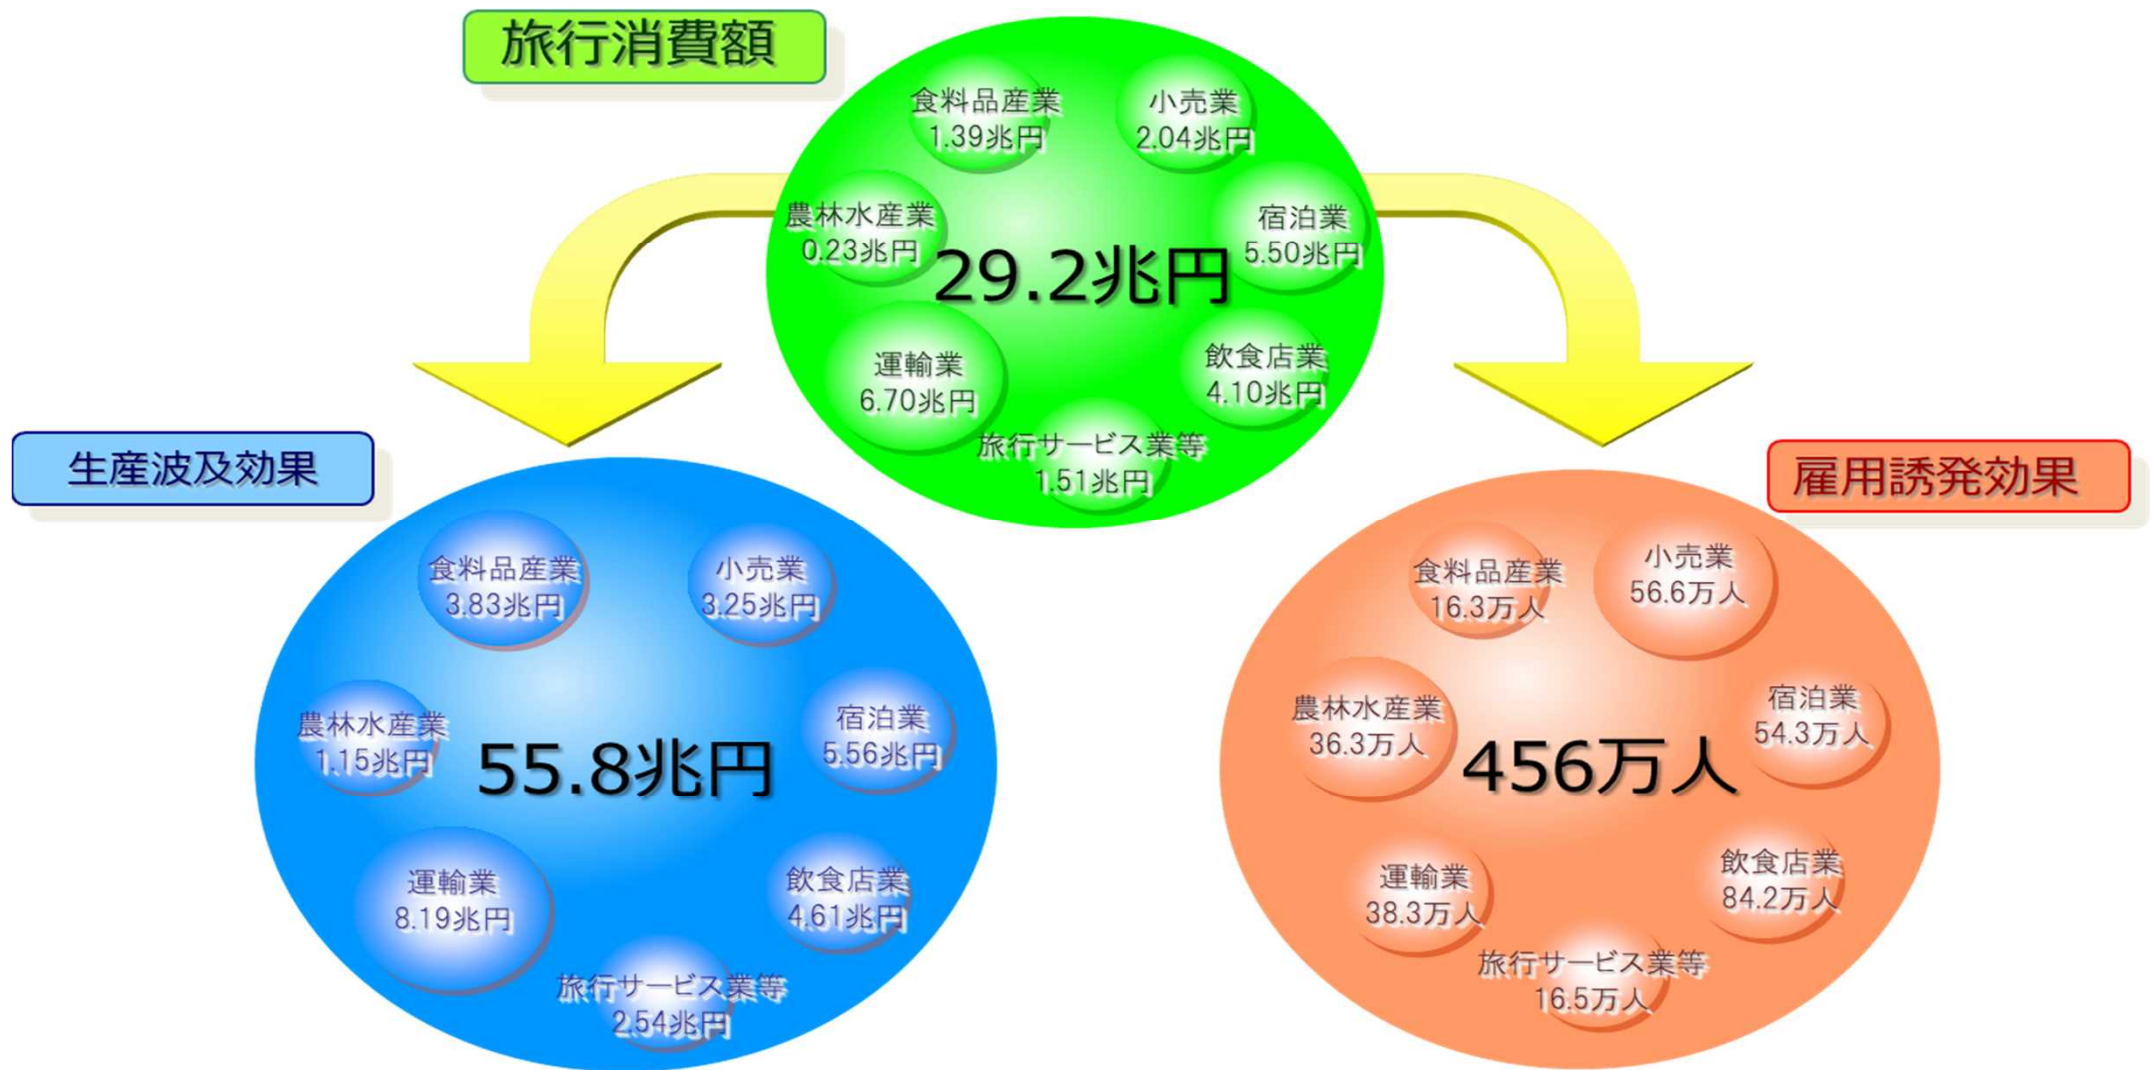 旅行消費額
食料品産業
1.39兆円
小売業
2.04兆円
農林水産業
0.23兆円
宿泊業
5.50兆円
29.2兆円
運輸業
6.70兆円
飲食店業
4.10兆円
旅行サービス業等
1.51兆円
生産波及効果
食料品産業
3.83兆円
小売業
3.25兆円
農林水産業
1.15兆円
宿泊業
5.56兆円
55.8兆円
運輸業
8.19兆円
飲食店業
4.61兆円
旅行サービス業等
2.54兆円
雇用誘発効果
食料品産業
16.3万人
小売業
56.6万人
農林水産業
36.3万人
宿泊業
54.3万人
456万人
運輸業
38.3万人
飲食店業
84.2万人
旅行サービス業等
16.5万人